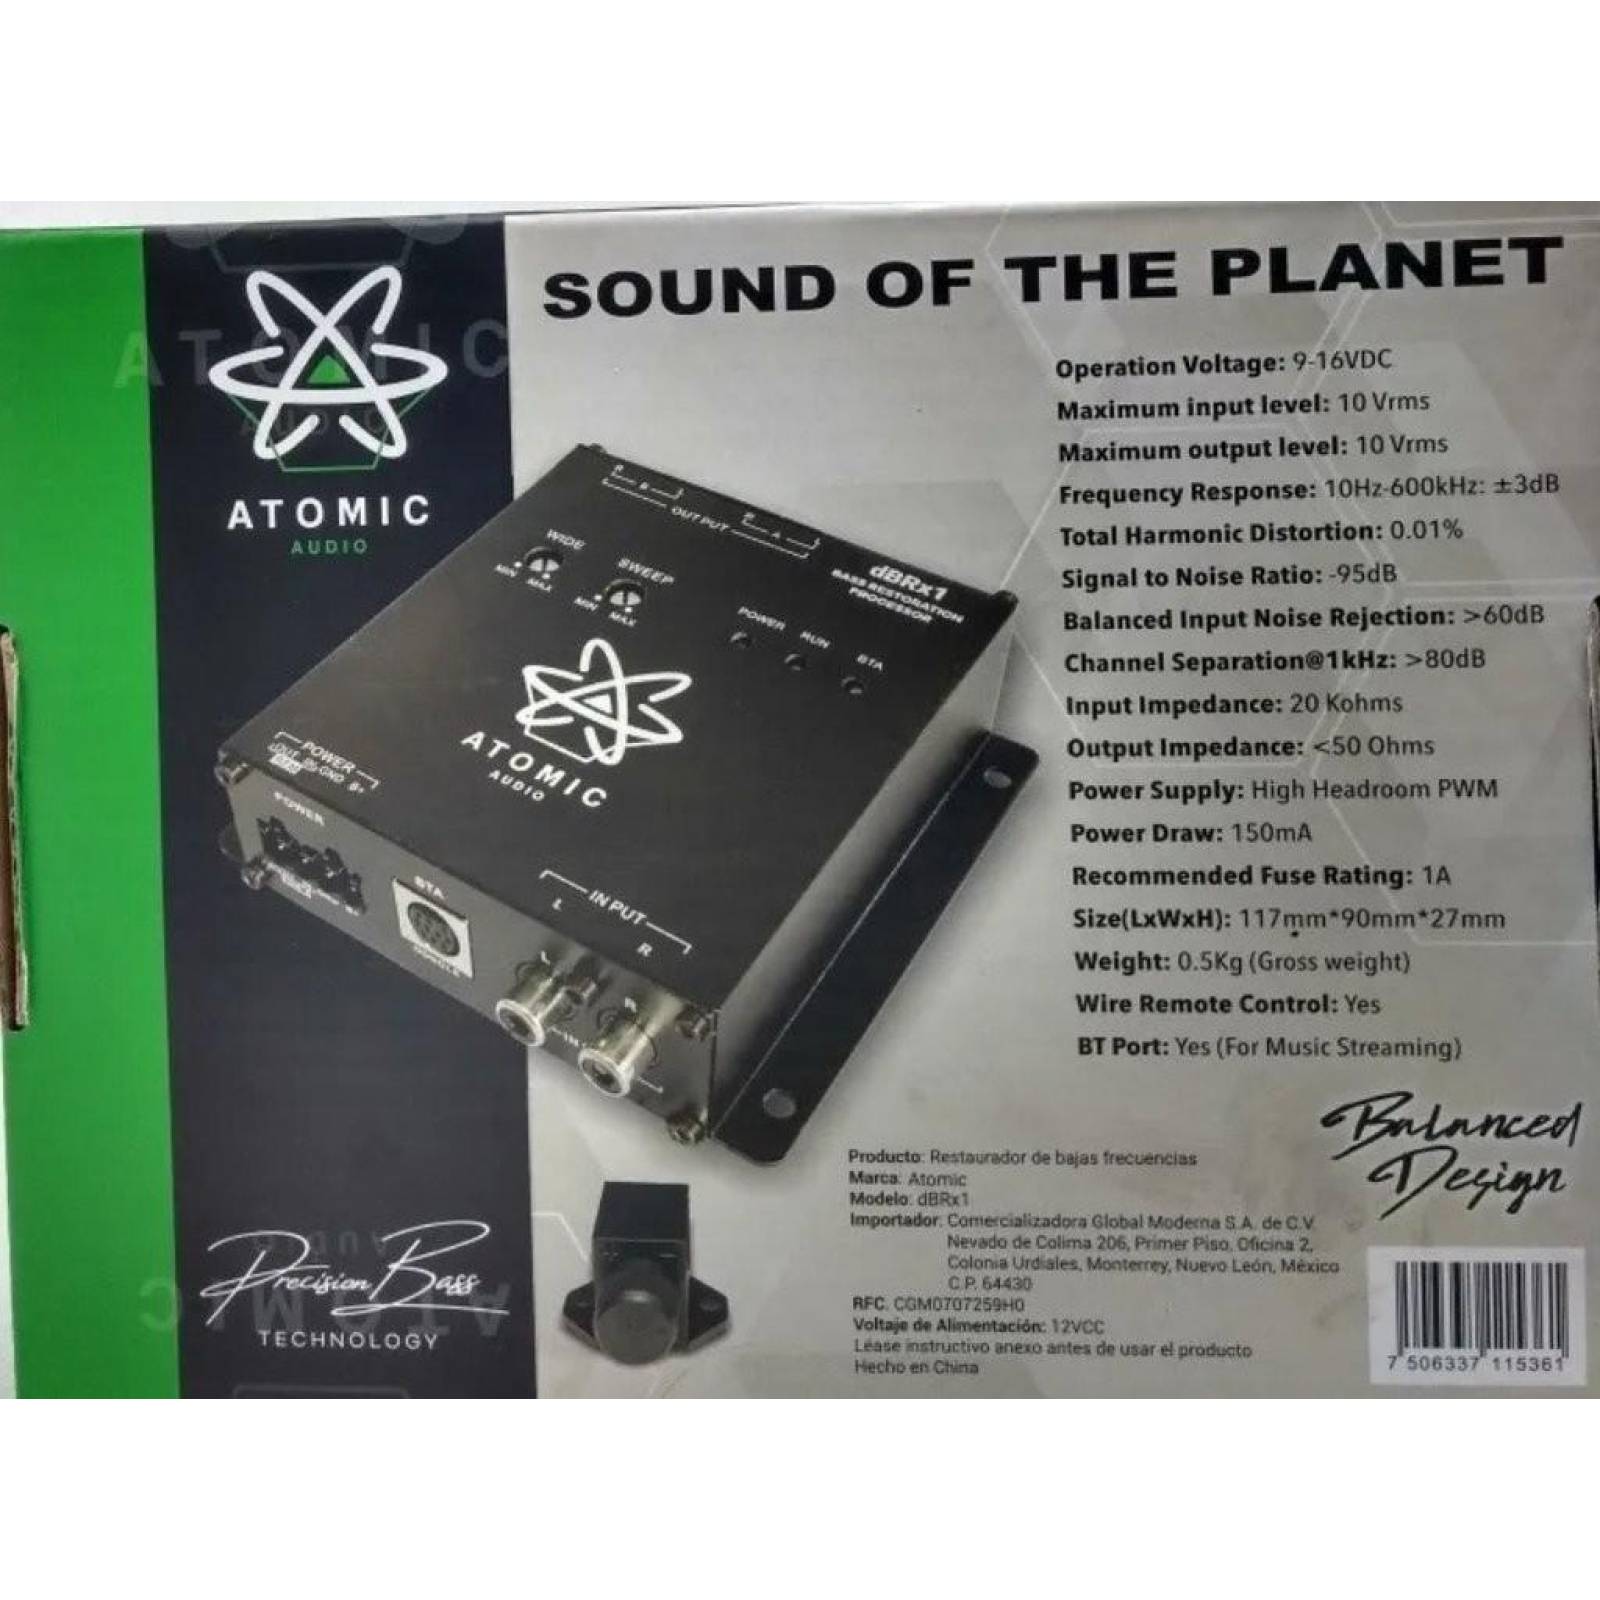 SOUND OF THE PLANET
ATOMIC
AUDIO
Operation Voltage: 9-16VDC
Maximum input level: 10 Vrms
Maximum output level: 10 Vrms
Frequency Response: 10Hz-600kHz: ±3dB
Total Harmonic Distortion: 0.01%
Signal to Noise Ratio: -95dB
Balanced Input Noise Rejection: >60dB
Channel Separation@1kHz: >80dB
Input Impedance: 20 Kohms
Output Impedance: <50 Ohms
Power Supply: High Headroom PWM
Power Draw: 150mA
Recommended Fuse Rating: 1A
Size(LxWxH): 117mm*90mm*27mm
Weight: 0.5Kg (Gross weight)
Wire Remote Control: Yes
BT Port: Yes (For Music Streaming)
Balanced
Design
OUTPUT
WIDE
MIN MAX
SWEEP
MIN MAX
dBRx1
BASS RESTORATION
PROCESSOR
POWER RUN BTA
ATOMIC
AUDIO
POWER
GND B+
POWER
BTA
DONGLE
INPUT
L R
L R
IN
Precision Bass
TECHNOLOGY
Producto: Restaurador de bajas frecuencias
Marca: Atomic
Modelo: dBRx1
Importador: Comercializadora Global Moderna S.A. de C.V.
Nevado de Colima 206, Primer Piso, Oficina 2,
Colonia Urdiales, Monterrey, Nuevo León, México
C.P. 64430
RFC. CGM0707259H0
Voltaje de Alimentación: 12VCC
Léase instructivo anexo antes de usar el producto
Hecho en China
7 506337 115361